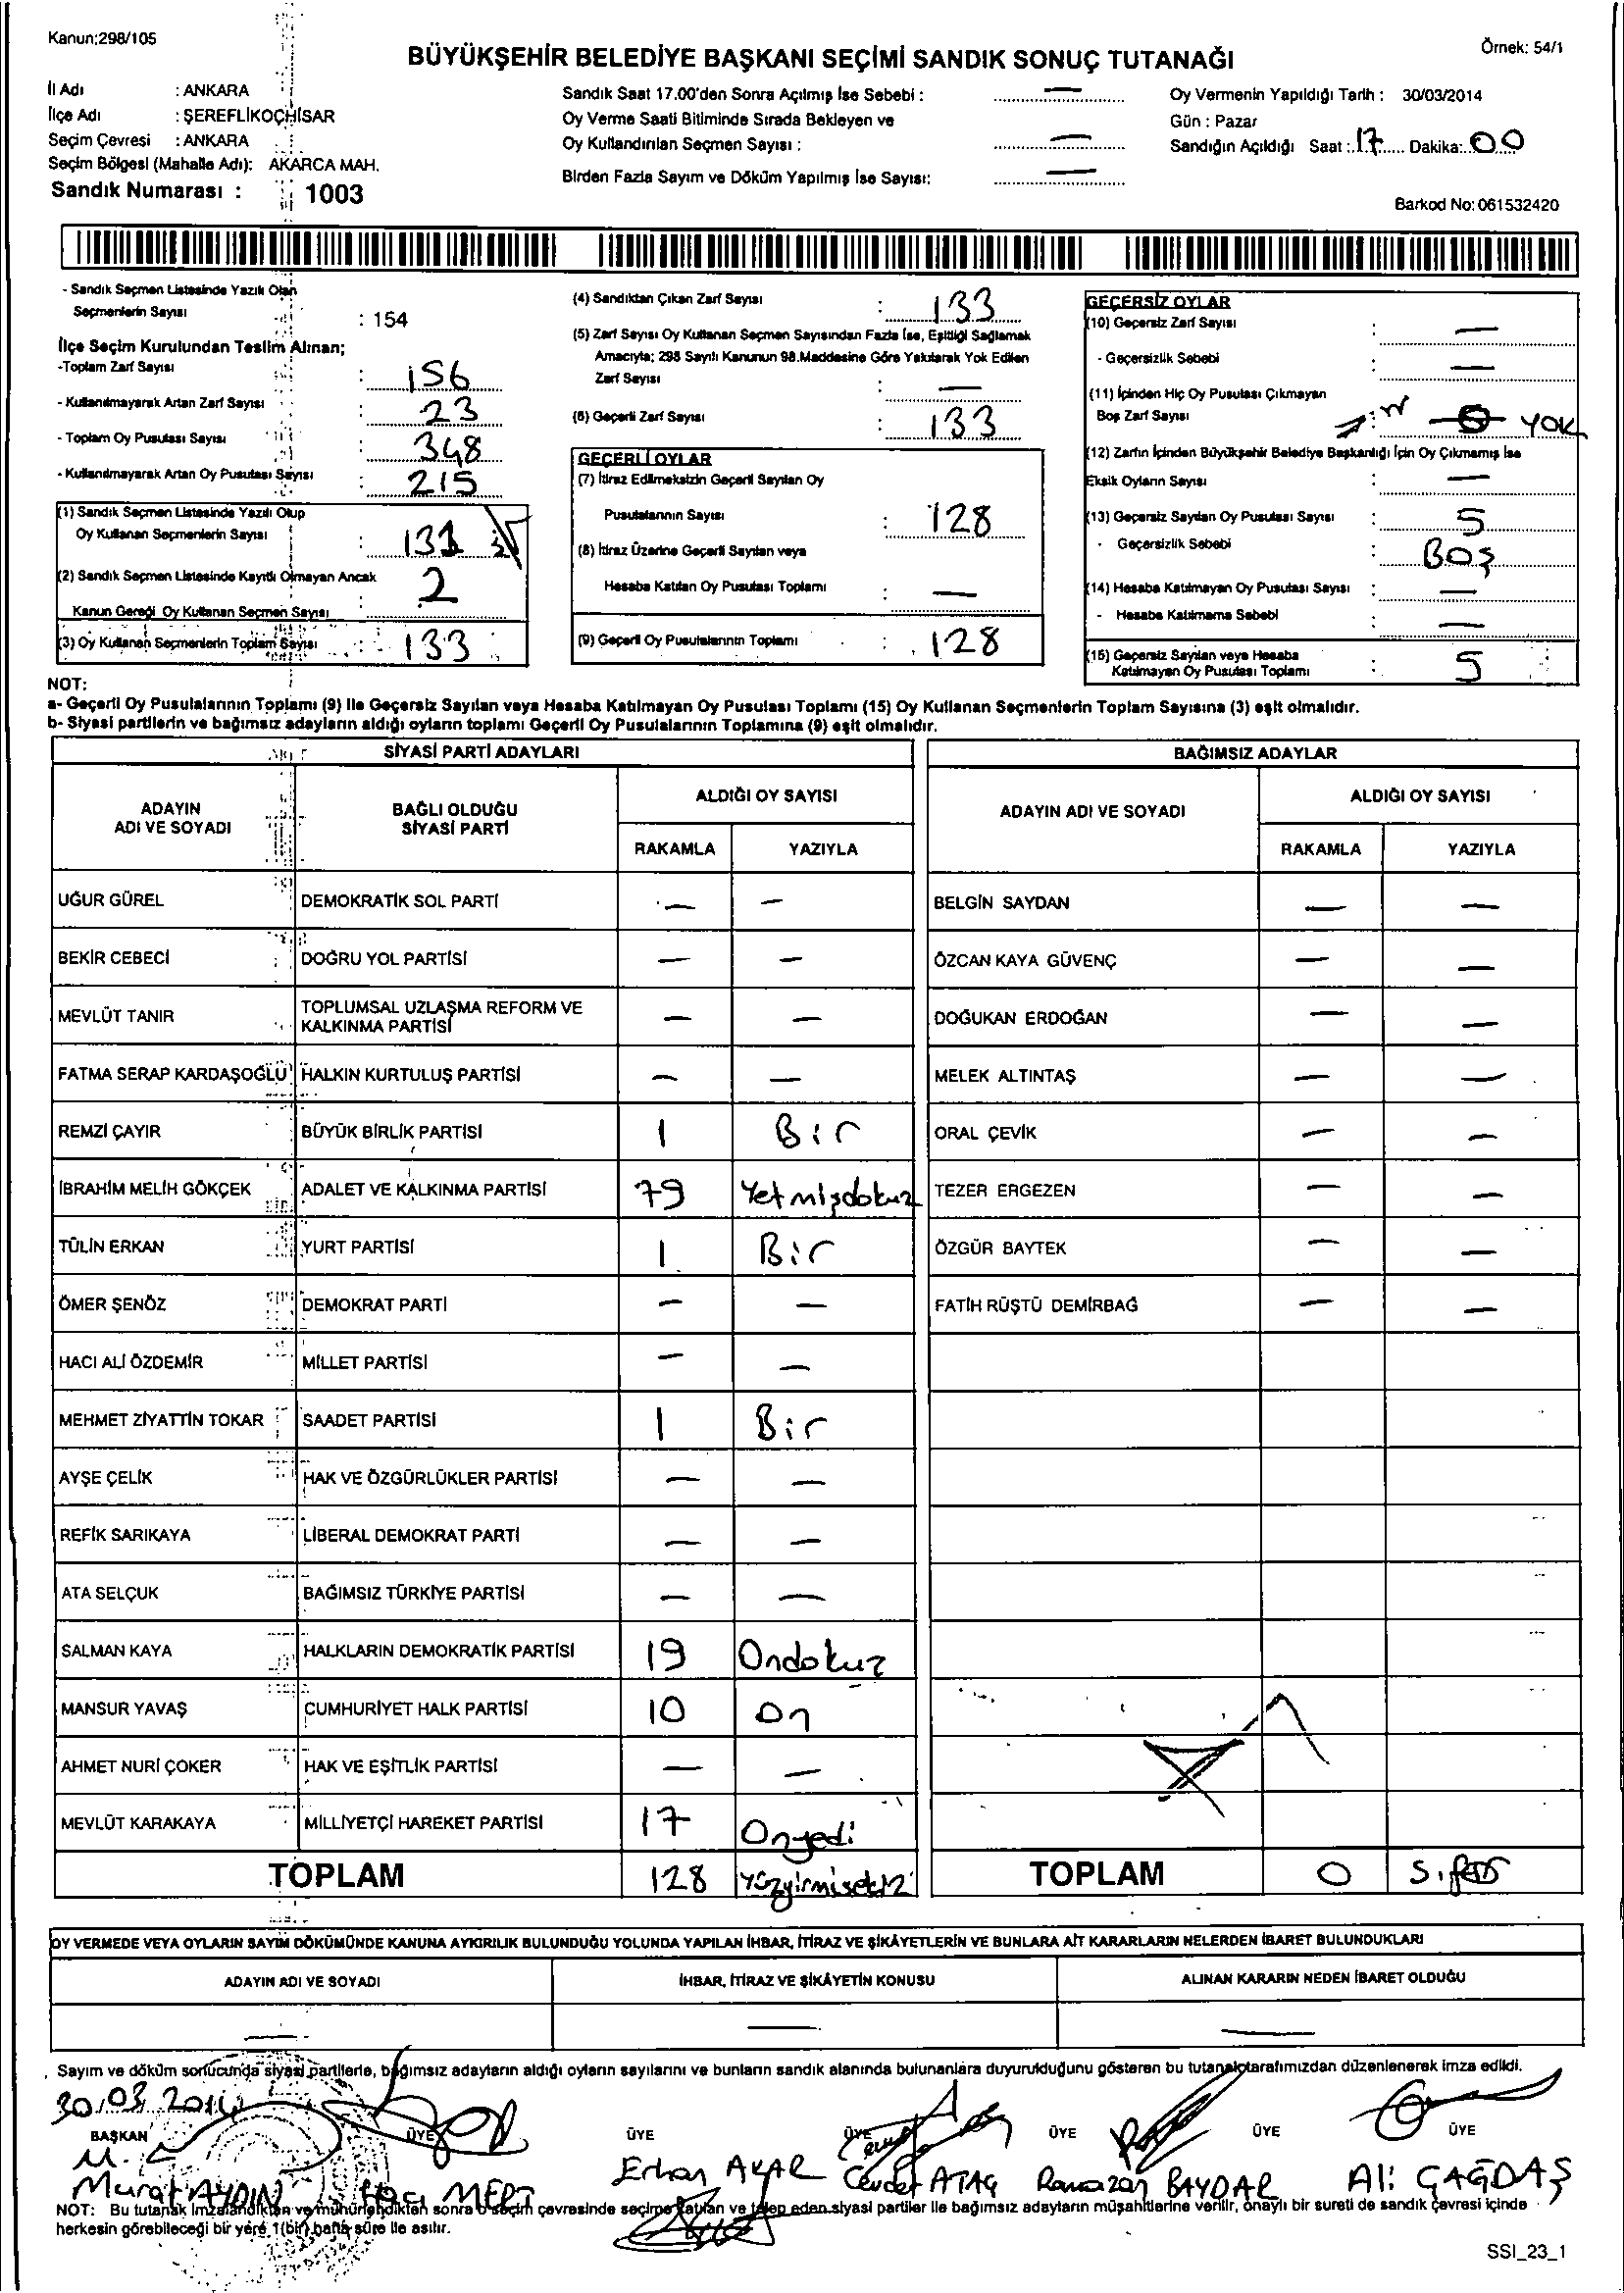 Kanun:298/105
Örnek: 54/1
BÜYÜKŞEHİR BELEDİYE BAŞKANI SEÇİMİ SANDIK SONUÇ TUTANAĞI
İl Adı : ANKARA
İlçe Adı : ŞEREFLİKOÇHİSAR
Seçim Çevresi : ANKARA
Seçim Bölgesi (Mahalle Adı): AKARCA MAH.
Sandık Numarası : 1003
Sandık Saat 17.00'den Sonra Açılmış İse Sebebi : —
Oy Verme Saati Bitiminde Sırada Bekleyen ve
Oy Kullandırılan Seçmen Sayısı : —
Birden Fazla Sayım ve Döküm Yapılmış İse Sayısı: —
Oy Vermenin Yapıldığı Tarih : 30/03/2014
Gün : Pazar
Sandığın Açıldığı Saat : 17 Dakika: 00
Barkod No: 061532420
- Sandık Seçmen Listesinde Yazılı Olan
Seçmenlerin Sayısı : 154
İlçe Seçim Kurulundan Teslim Alınan;
-Toplam Zarf Sayısı : 156
- Kullanılmayarak Artan Zarf Sayısı : 23
- Toplam Oy Pusulası Sayısı : 348
- Kullanılmayarak Artan Oy Pusulası Sayısı : 215
(1) Sandık Seçmen Listesinde Yazılı Olup
Oy Kullanan Seçmenlerin Sayısı : 131
(2) Sandık Seçmen Listesinde Kayıtlı Olmayan Ancak
Kanun Gereği Oy Kullanan Seçmen Sayısı : 2
(3) Oy Kullanan Seçmenlerin Toplam Sayısı : 133
(4) Sandıktan Çıkan Zarf Sayısı : 133
(5) Zarf Sayısı Oy Kullanan Seçmen Sayısından Fazla İse, Eşitliği Sağlamak
Amacıyla; 298 Sayılı Kanunun 98.Maddesine Göre Yakılarak Yok Edilen
Zarf Sayısı : —
(6) Geçerli Zarf Sayısı : 133
GEÇERLİ OYLAR
(7) İtiraz Edilmeksizin Geçerli Sayılan Oy
Pusulalarının Sayısı : 128
(8) İtiraz Üzerine Geçerli Sayılan veya
Hesaba Katılan Oy Pusulası Toplamı : —
(9) Geçerli Oy Pusulalarının Toplamı : 128
GEÇERSİZ OYLAR
(10) Geçersiz Zarf Sayısı : —
- Geçersizlik Sebebi : —
(11) İçinden Hiç Oy Pusulası Çıkmayan
Boş Zarf Sayısı : YOK
(12) Zarfın İçinden Büyükşehir Belediye Başkanlığı İçin Oy Çıkmamış İse
Eksik Oyların Sayısı : —
(13) Geçersiz Sayılan Oy Pusulası Sayısı : 5
- Geçersizlik Sebebi : BOŞ
(14) Hesaba Katılmayan Oy Pusulası Sayısı : —
- Hesaba Katılmama Sebebi : —
(15) Geçersiz Sayılan veya Hesaba
Katılmayan Oy Pusulası Toplamı : 5
NOT:
a- Geçerli Oy Pusulalarının Toplamı (9) ile Geçersiz Sayılan veya Hesaba Katılmayan Oy Pusulası Toplamı (15) Oy Kullanan Seçmenlerin Toplam Sayısına (3) eşit olmalıdır.
b- Siyasi partilerin ve bağımsız adayların aldığı oyların toplamı Geçerli Oy Pusulalarının Toplamına (9) eşit olmalıdır.
SİYASİ PARTİ ADAYLARI
ADAYIN ADI VE SOYADI BAĞLI OLDUĞU SİYASİ PARTİ ALDIĞI OY SAYISI
RAKAMLA YAZIYLA
UĞUR GÜREL DEMOKRATİK SOL PARTİ — —
BEKİR CEBECİ DOĞRU YOL PARTİSİ — —
MEVLÜT TANIR TOPLUMSAL UZLAŞMA REFORM VE KALKINMA PARTİSİ — —
FATMA SERAP KARDAŞOĞLU HALKIN KURTULUŞ PARTİSİ — —
REMZİ ÇAYIR BÜYÜK BİRLİK PARTİSİ 1 Bir
İBRAHİM MELİH GÖKÇEK ADALET VE KALKINMA PARTİSİ 79 Yetmişdokuz
TÜLİN ERKAN YURT PARTİSİ 1 Bir
ÖMER ŞENÖZ DEMOKRAT PARTİ — —
HACI ALİ ÖZDEMİR MİLLET PARTİSİ — —
MEHMET ZİYATTİN TOKAR SAADET PARTİSİ 1 Bir
AYŞE ÇELİK HAK VE ÖZGÜRLÜKLER PARTİSİ — —
REFİK SARIKAYA LİBERAL DEMOKRAT PARTİ — —
ATA SELÇUK BAĞIMSIZ TÜRKİYE PARTİSİ — —
SALMAN KAYA HALKLARIN DEMOKRATİK PARTİSİ 19 Ondokuz
MANSUR YAVAŞ CUMHURİYET HALK PARTİSİ 10 On
AHMET NURİ ÇOKER HAK VE EŞİTLİK PARTİSİ — —
MEVLÜT KARAKAYA MİLLİYETÇİ HAREKET PARTİSİ 17 Onyedi
TOPLAM 128 Yüzyirmisekiz
BAĞIMSIZ ADAYLAR
ADAYIN ADI VE SOYADI ALDIĞI OY SAYISI
RAKAMLA YAZIYLA
BELGİN SAYDAN — —
ÖZCAN KAYA GÜVENÇ — —
DOĞUKAN ERDOĞAN — —
MELEK ALTINTAŞ — —
ORAL ÇEVİK — —
TEZER ERGEZEN — —
ÖZGÜR BAYTEK — —
FATİH RÜŞTÜ DEMİRBAĞ — —
TOPLAM 0 Sıfır
OY VERMEDE VEYA OYLARIN SAYIM DÖKÜMÜNDE KANUNA AYKIRILIK BULUNDUĞU YOLUNDA YAPILAN İHBAR, İTİRAZ VE ŞİKÂYETLERİN VE BUNLARA AİT KARARLARIN NELERDEN İBARET BULUNDUKLARI
ADAYIN ADI VE SOYADI İHBAR, İTİRAZ VE ŞİKÂYETİN KONUSU ALINAN KARARIN NEDEN İBARET OLDUĞU
— — —
Sayım ve döküm sonucunda siyasi partilerle, bağımsız adayların aldığı oyların sayılarını ve bunların sandık alanında bulunanlara duyurulduğunu gösteren bu tutanak tarafımızdan düzenlenerek imza edildi.
30.03.2014
BAŞKAN ÜYE ÜYE ÜYE ÜYE ÜYE ÜYE
Murat AYDIN Hacı MERT Erhan AKAR Cevdet ATAÇ Ramazan BAYDAR Ali ÇAĞDAŞ
NOT: Bu tutanak imzalandıktan ve mühürlendikten sonra o seçim çevresinde seçime katılan ve talep eden siyasi partiler ile bağımsız adayların müşahitlerine verilir, onaylı bir sureti de sandık çevresi içinde
herkesin görebileceği bir yere 1(bir) hafta süre ile asılır.
SSI_23_1